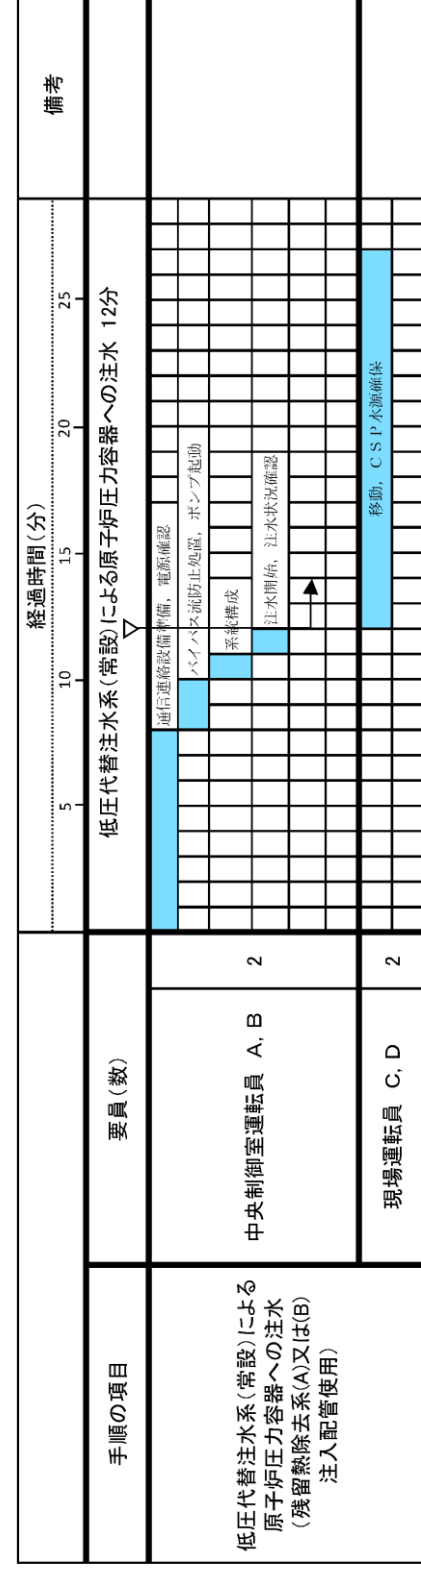 経過時間(分)
備考
5 10 15 20 25
手順の項目
要員(数)
低圧代替注水系(常設)による原子炉圧力容器への注水 12分
低圧代替注水系(常設)による
原子炉圧力容器への注水
(残留熱除去系(A)又は(B)
注入配管使用)
中央制御室運転員 A, B
2
通信連絡設備準備, 電源確認
バイパス流防止処置, ポンプ起動
系統構成
注水開始, 注水状況確認
現場運転員 C, D
2
移動, CSP水源確保